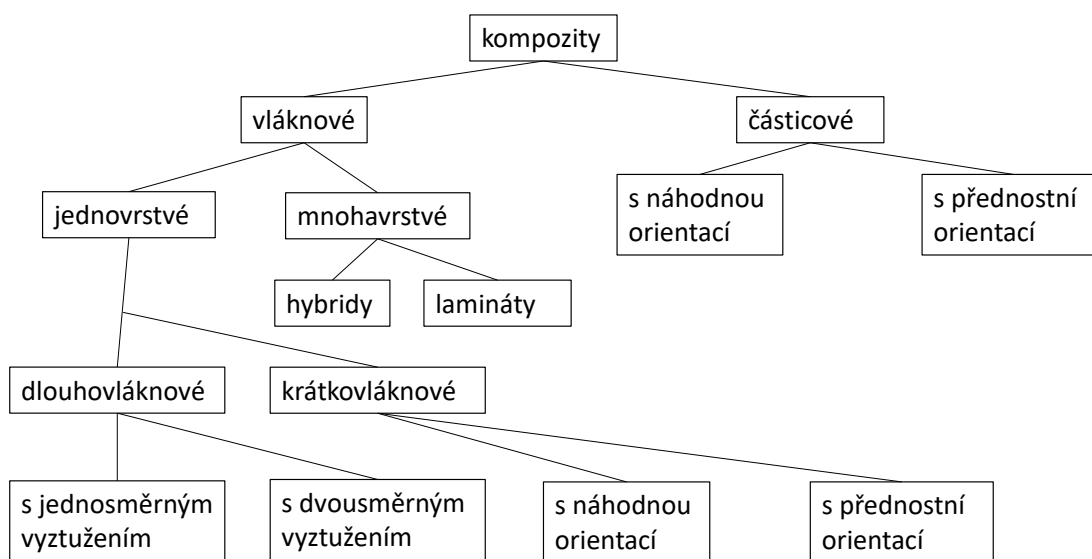 kompozity
vláknové
částicové
jednovrstvé
mnohavrstvé
s náhodnou
orientací
s přednostní
orientací
hybridy
lamináty
dlouhovláknové
krátkovláknové
s jednosměrným
vyztužením
s dvousměrným
vyztužením
s náhodnou
orientací
s přednostní
orientací